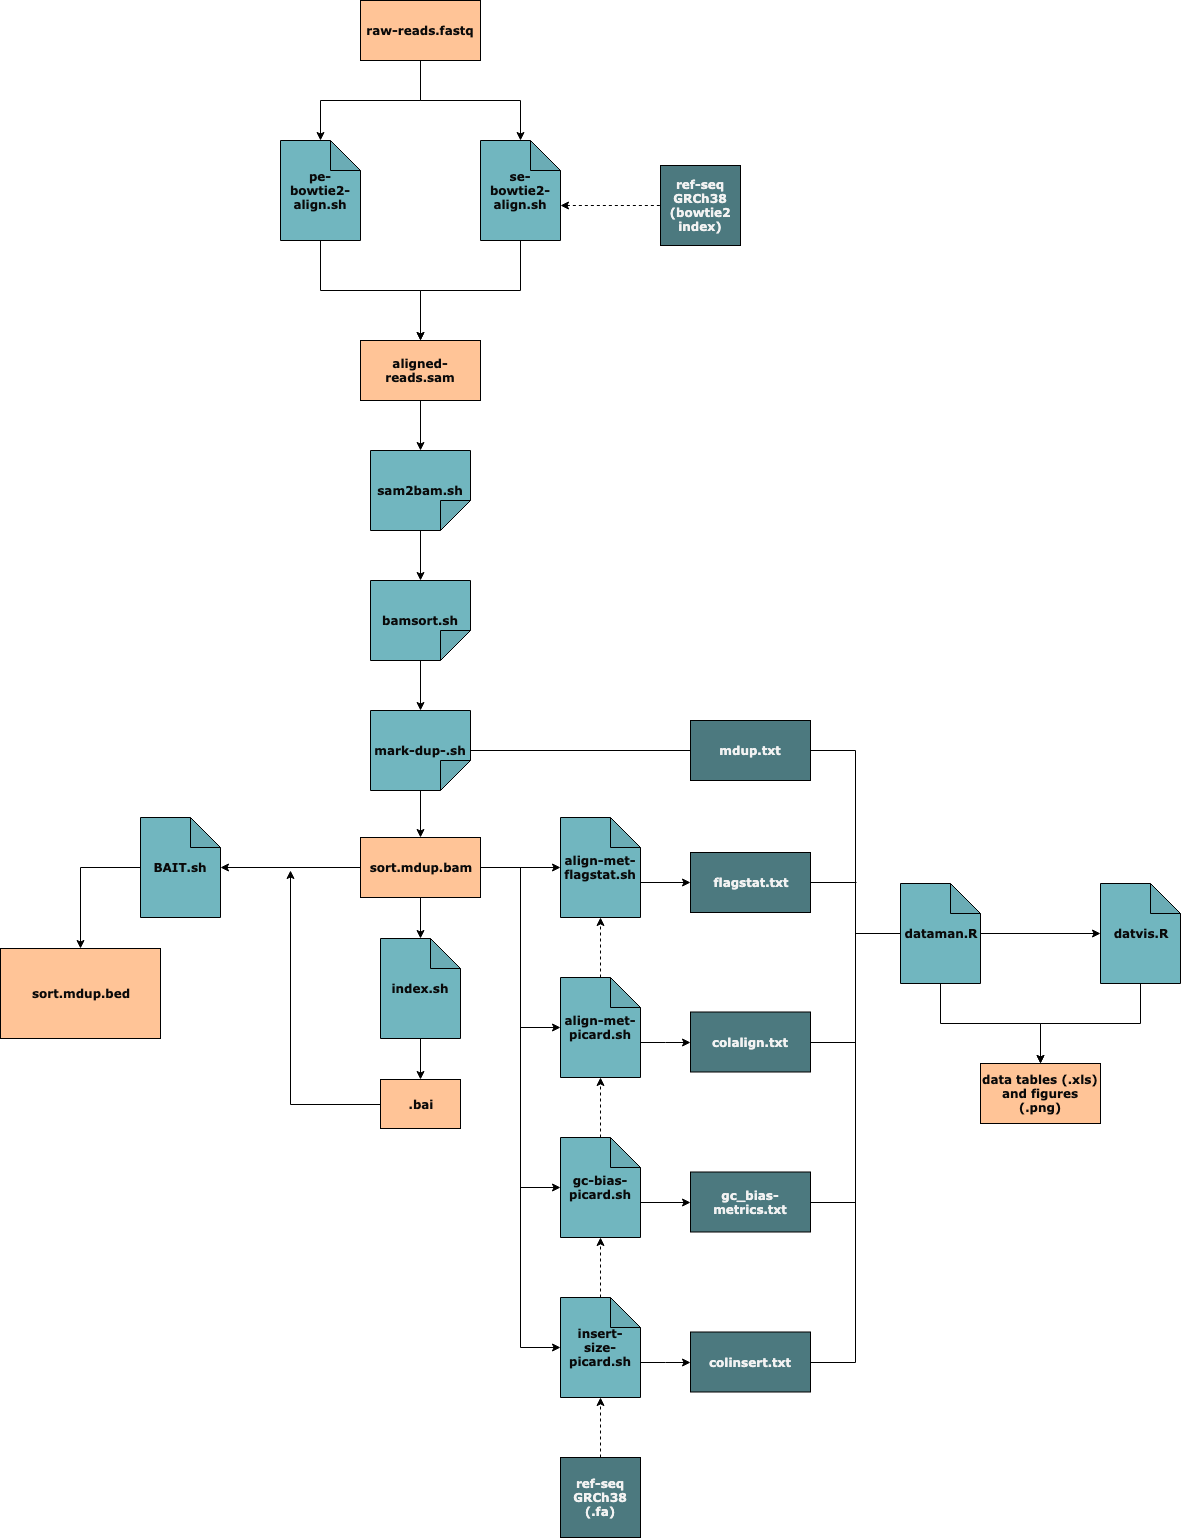 raw-reads.fastq
pe-
bowtie2-
align.sh
se-
bowtie2-
align.sh
ref-seq
GRCh38
(bowtie2
index)
aligned-
reads.sam
sam2bam.sh
bamsort.sh
mark-dup-.sh
mdup.txt
BAIT.sh
sort.mdup.bam
align-met-
flagstat.sh
flagstat.txt
dataman.R
datvis.R
sort.mdup.bed
index.sh
align-met-
picard.sh
colalign.txt
.bai
data tables (.xls)
and figures
(.png)
gc-bias-
picard.sh
gc_bias-
metrics.txt
insert-
size-
picard.sh
colinsert.txt
ref-seq
GRCh38
(.fa)